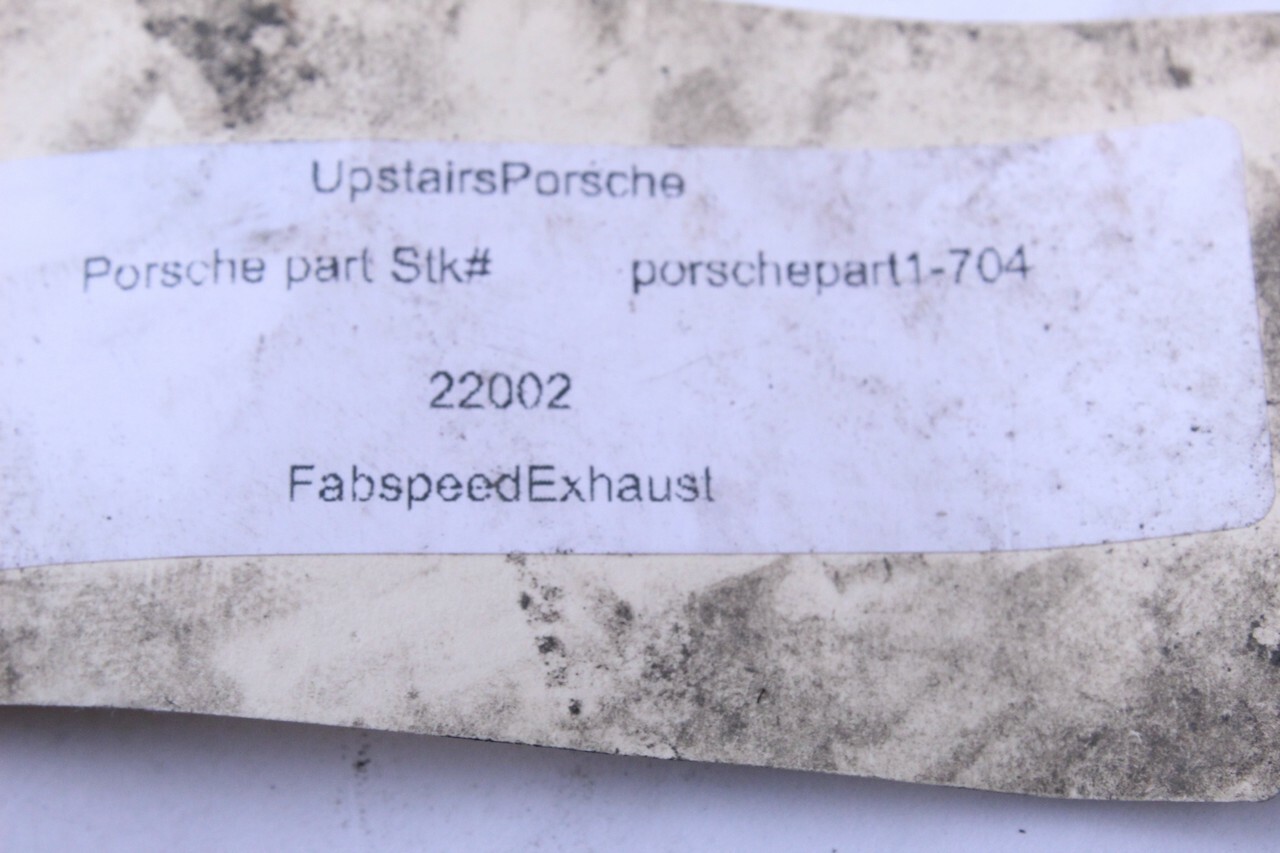 UpstairsPorsche
Porsche part Stk# porschepart1-704
22002
FabspeedExhaust